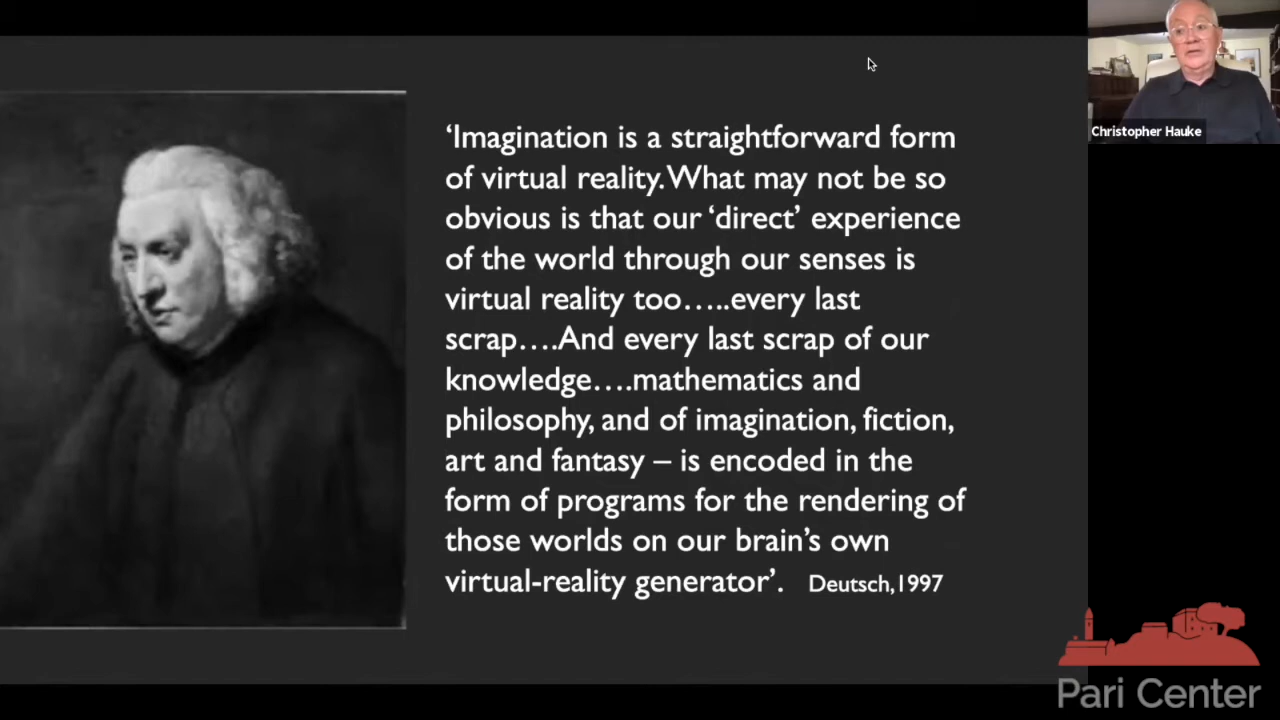 ‘Imagination is a straightforward form
of virtual reality. What may not be so
obvious is that our ‘direct’ experience
of the world through our senses is
virtual reality too…..every last
scrap….And every last scrap of our
knowledge….mathematics and
philosophy, and of imagination, fiction,
art and fantasy – is encoded in the
form of programs for the rendering of
those worlds on our brain’s own
virtual-reality generator’. Deutsch,1997
Christopher Hauke
Pari Center